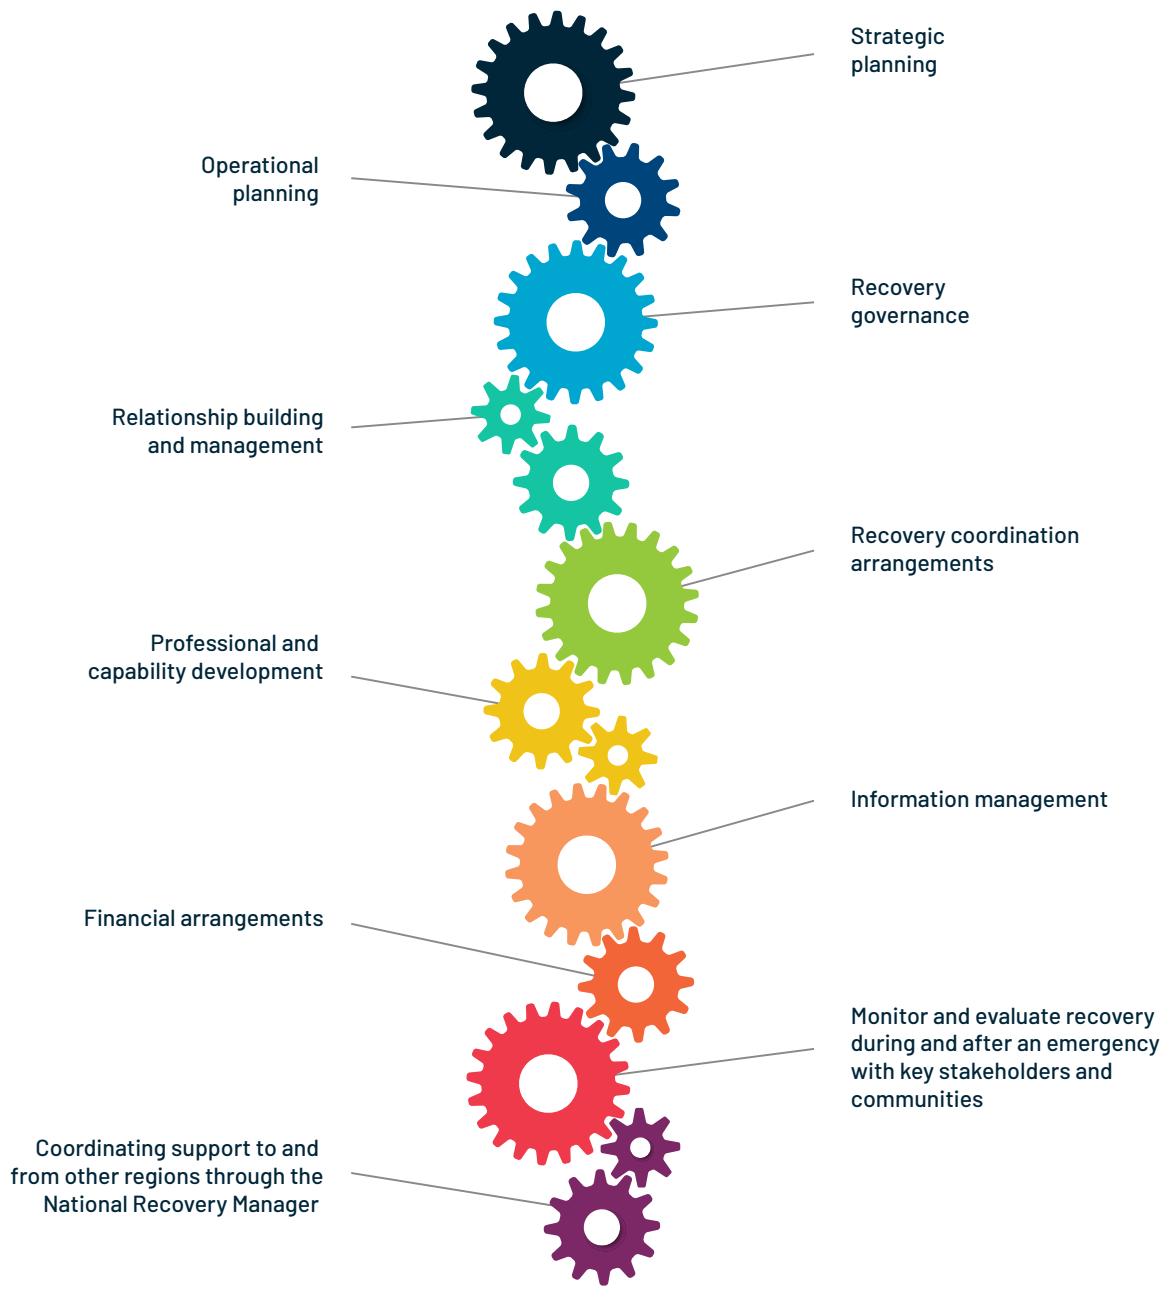 Strategic
planning
Operational
planning
Recovery
governance
Relationship building
and management
Recovery coordination
arrangements
Professional and
capability development
Information management
Financial arrangements
Monitor and evaluate recovery
during and after an emergency
with key stakeholders and
communities
Coordinating support to and
from other regions through the
National Recovery Manager